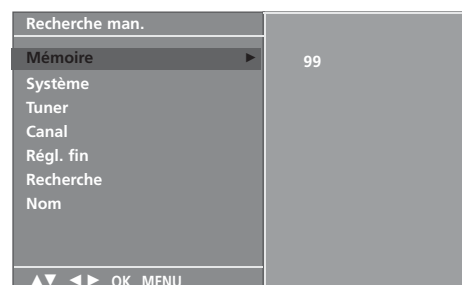 Recherche man.
Mémoire ► 99
Système
Tuner
Canal
Régl. fin
Recherche
Nom
▲▼ ◄► OK MENU